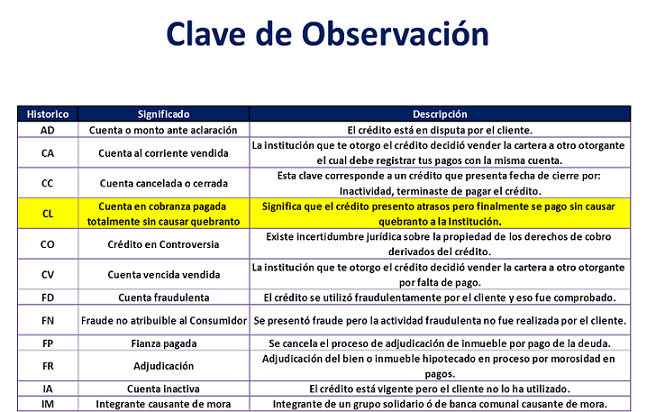 Clave de Observación
Historico Significado Descripción
AD Cuenta o monto ante aclaración El crédito está en disputa por el cliente.
CA Cuenta al corriente vendida La institución que te otorgo el crédito decidió vender la cartera a otro otorgante
el cual debe registrar tus pagos con la misma cuenta.
CC Cuenta cancelada o cerrada Esta clave corresponde a un crédito que presenta fecha de cierre por:
Inactividad, terminaste de pagar el crédito.
CL Cuenta en cobranza pagada Significa que el crédito presento atrasos pero finalmente se pago sin causar
totalmente sin causar quebranto quebranto a la Institución.
CO Crédito en Controversia Existe incertidumbre jurídica sobre la propiedad de los derechos de cobro
derivados del crédito.
CV Cuenta vencida vendida La institución que te otorgo el crédito decidió vender la cartera a otro otorgante
por falta de pago.
FD Cuenta fraudulenta El crédito se utilizó fraudulentamente por el cliente y eso fue comprobado.
FN Fraude no atribuible al Consumidor Se presentó fraude pero la actividad fraudulenta no fue realizada por el cliente.
FP Fianza pagada Se cancela el proceso de adjudicación de inmueble por pago de la deuda.
FR Adjudicación Adjudicación del bien o inmueble hipotecado en proceso por morosidad en
pagos.
IA Cuenta inactiva El crédito está vigente pero el cliente no lo ha utilizado.
IM Integrante causante de mora Integrante de un grupo solidario ó de banca comunal causante de mora.